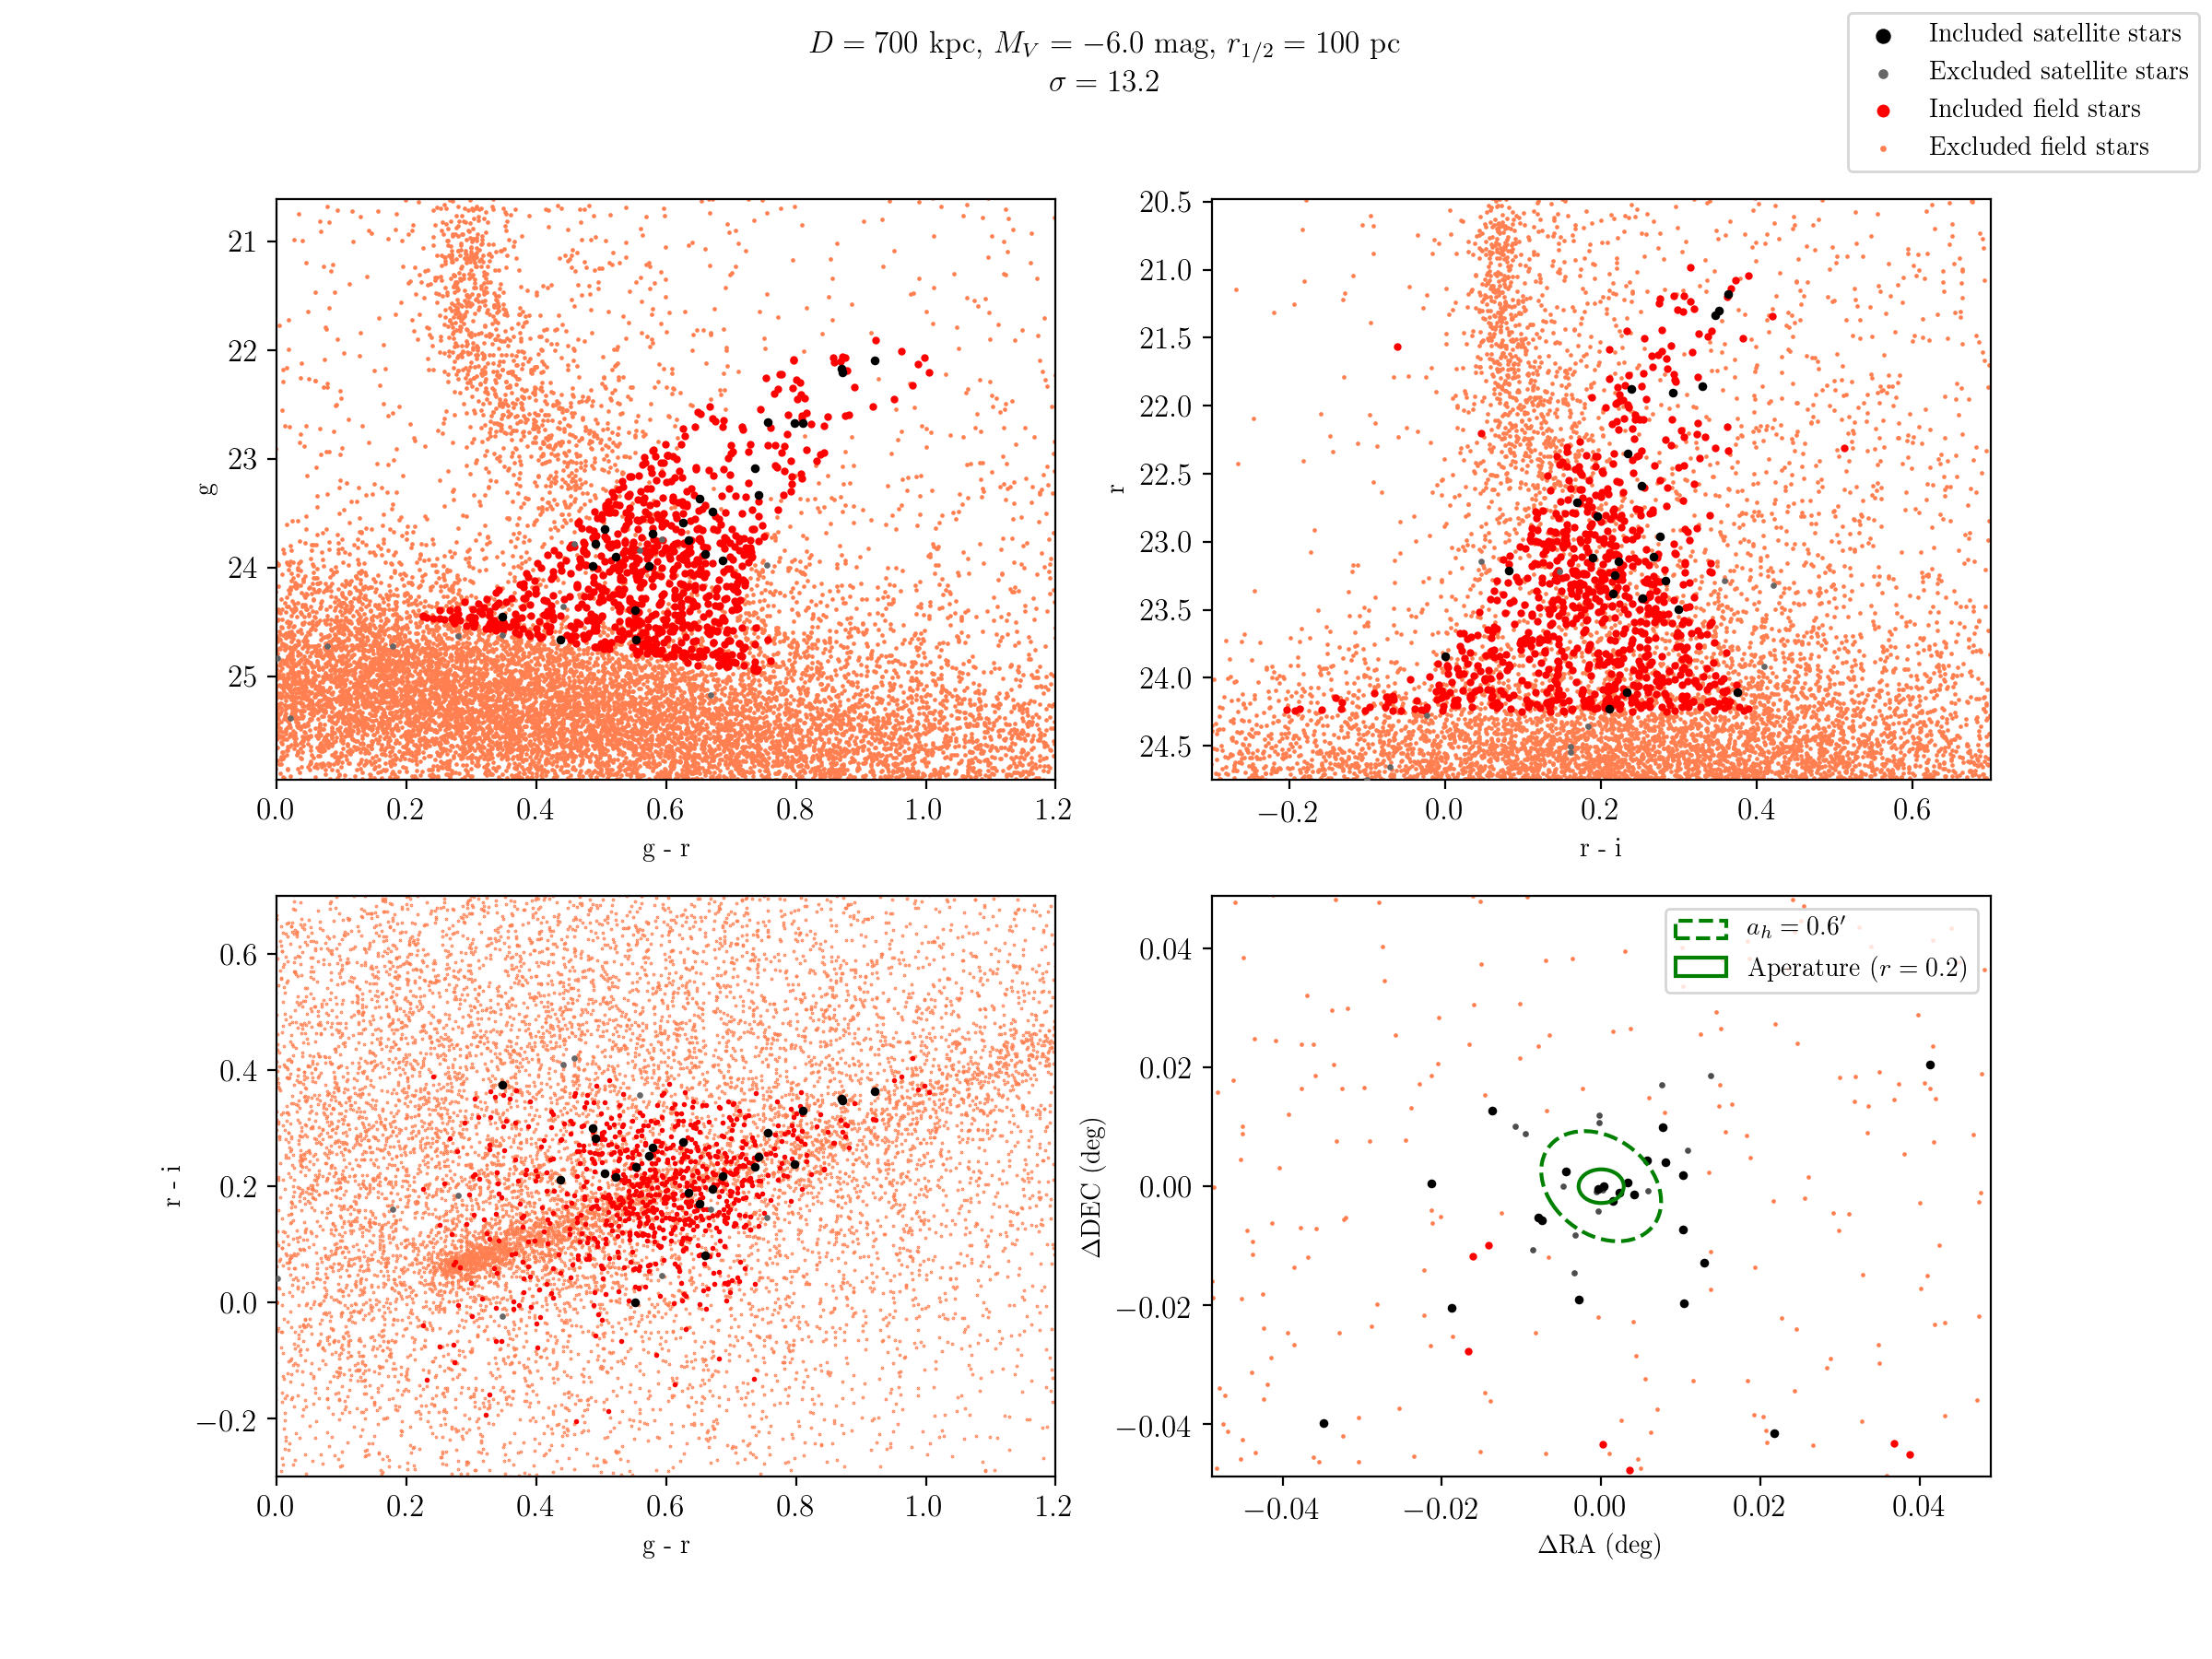 D = 700 kpc, M_V = −6.0 mag, r_{1/2} = 100 pc
σ = 13.2
Included satellite stars
Excluded satellite stars
Included field stars
Excluded field stars
21
22
23
24
25
g
0.0 0.2 0.4 0.6 0.8 1.0 1.2
g - r
20.5
21.0
21.5
22.0
22.5
23.0
23.5
24.0
24.5
r
−0.2 0.0 0.2 0.4 0.6
r - i
0.6
0.4
0.2
0.0
−0.2
r - i
0.0 0.2 0.4 0.6 0.8 1.0 1.2
g - r
a_h = 0.6′
Aperature (r = 0.2)
0.04
0.02
0.00
−0.02
−0.04
ΔDEC (deg)
−0.04 −0.02 0.00 0.02 0.04
ΔRA (deg)